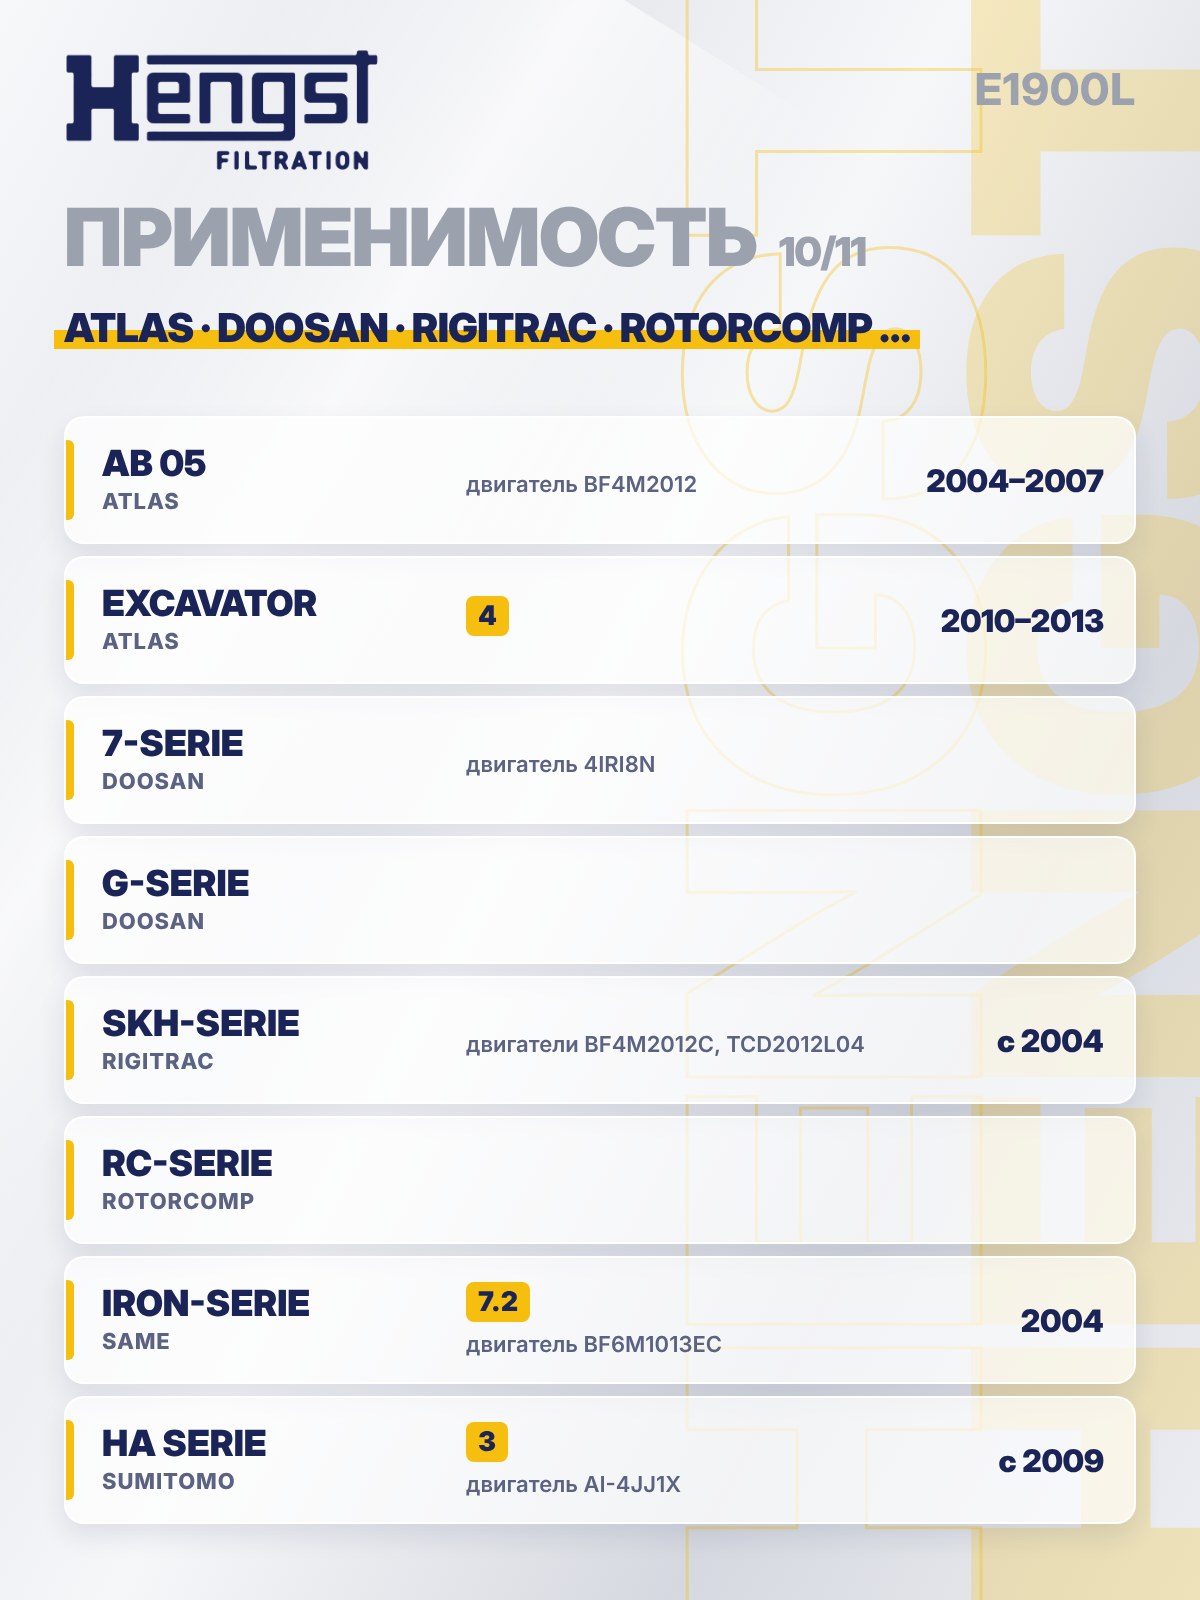 Hengst
FILTRATION
E1900L
ПРИМЕНИМОСТЬ 10/11
ATLAS · DOOSAN · RIGITRAC · ROTORCOMP ...
AB 05
ATLAS
двигатель BF4M2012
2004–2007
EXCAVATOR
ATLAS
4
2010–2013
7-SERIE
DOOSAN
двигатель 4IRI8N
G-SERIE
DOOSAN
SKH-SERIE
RIGITRAC
двигатели BF4M2012C, TCD2012L04
с 2004
RC-SERIE
ROTORCOMP
IRON-SERIE
SAME
7.2
двигатель BF6M1013EC
2004
HA SERIE
SUMITOMO
3
двигатель AI-4JJ1X
с 2009
HENGST
HENGST